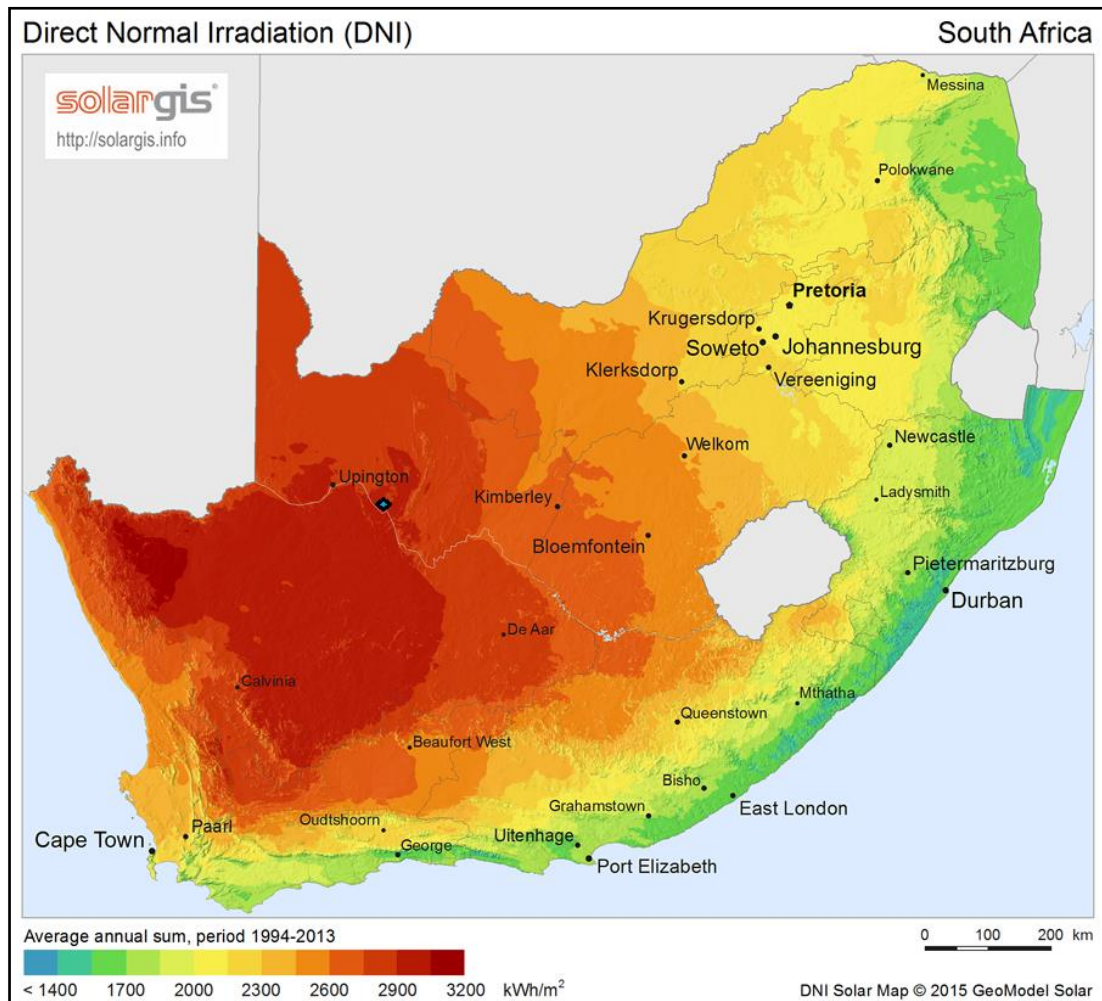 Direct Normal Irradiation (DNI)
South Africa
solargis®
http://solargis.info
Messina
Polokwane
Pretoria
Krugersdorp
Soweto
Johannesburg
Klerksdorp
Vereeniging
Welkom
Newcastle
Upington
Kimberley
Ladysmith
Bloemfontein
Pietermaritzburg
Durban
De Aar
Calvinia
Mthatha
Queenstown
Beaufort West
Bisho
East London
Grahamstown
Oudtshoorn
Paarl
Cape Town
George
Uitenhage
Port Elizabeth
Average annual sum, period 1994-2013
0 100 200 km
< 1400 1700 2000 2300 2600 2900 3200 kWh/m²
DNI Solar Map © 2015 GeoModel Solar